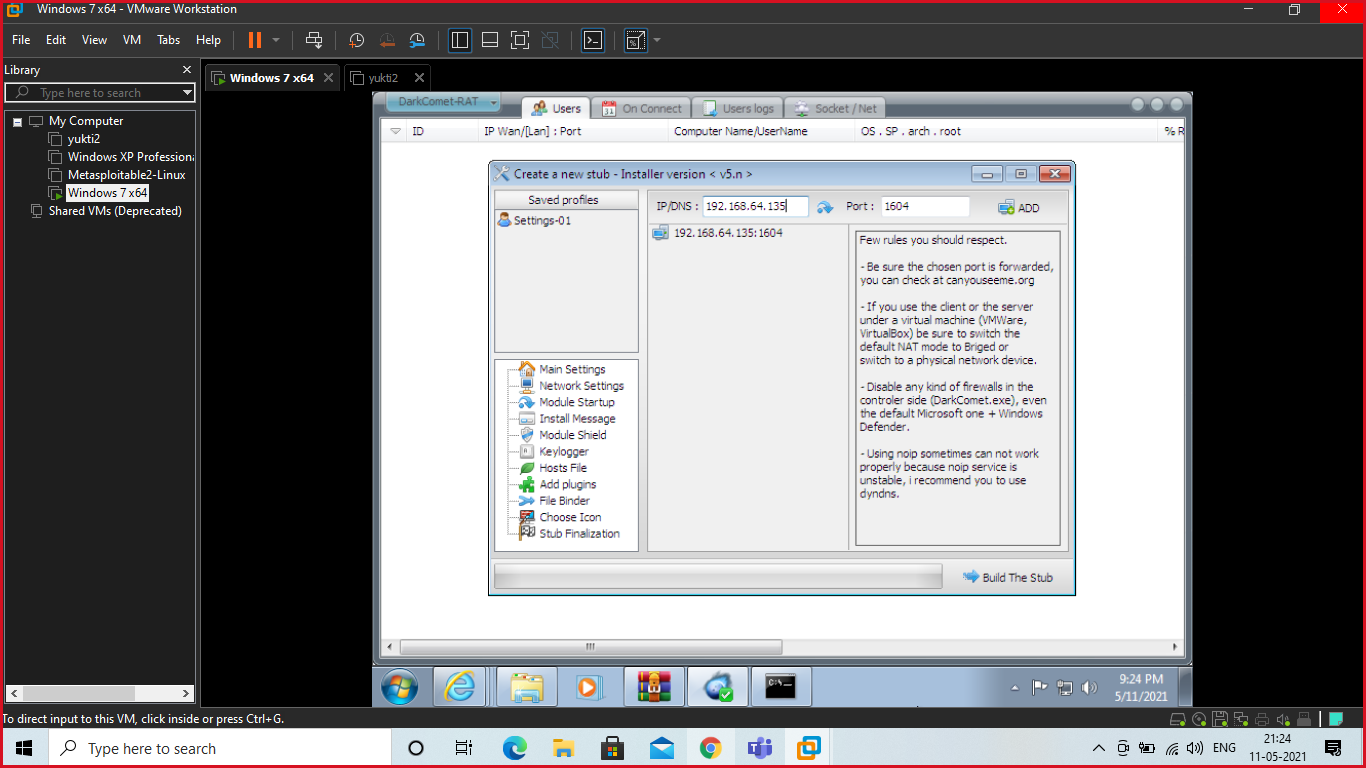 Windows 7 x64 - VMware Workstation
File Edit View VM Tabs Help
Library
Type here to search
My Computer
yukti2
Windows XP Professiona
Metasploitable2-Linux
Windows 7 x64
Shared VMs (Deprecated)
Windows 7 x64
yukti2
DarkComet-RAT
Users
On Connect
Users logs
Socket / Net
ID
IP Wan/[Lan] : Port
Computer Name/UserName
OS . SP . arch . root
% R
Create a new stub - Installer version < v5.n >
Saved profiles
Settings-01
Main Settings
Network Settings
Module Startup
Install Message
Module Shield
Keylogger
Hosts File
Add plugins
File Binder
Choose Icon
Stub Finalization
IP/DNS : 192.168.64.135
Port : 1604
ADD
192.168.64.135:1604
Few rules you should respect.
- Be sure the chosen port is forwarded,
you can check at canyouseeme.org
- If you use the client or the server
under a virtual machine (VMWare,
VirtualBox) be sure to switch the
default NAT mode to Briged or
switch to a physical network device.
- Disable any kind of firewalls in the
controler side (DarkComet.exe), even
the default Microsoft one + Windows
Defender.
- Using noip sometimes can not work
properly because noip service is
unstable, i recommend you to use
dyndns.
Build The Stub
9:24 PM
5/11/2021
To direct input to this VM, click inside or press Ctrl+G.
Type here to search
ENG
21:24
11-05-2021